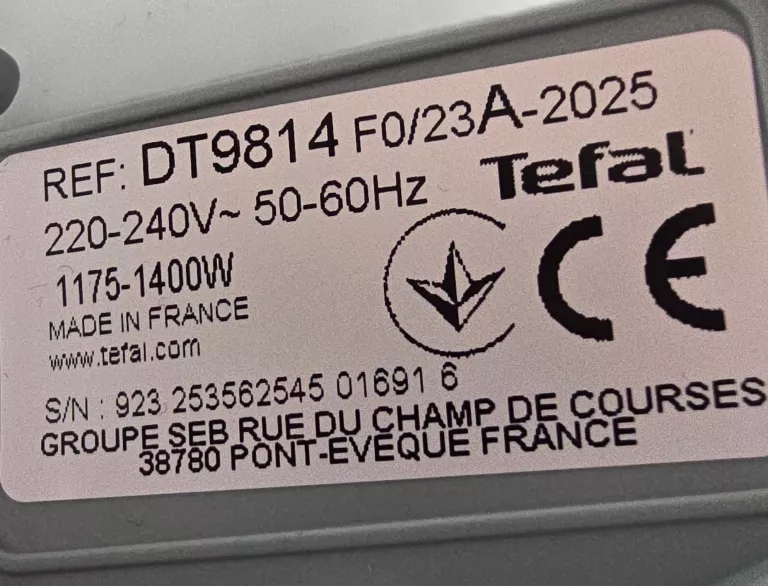 REF: DT9814 F0/23A-2025
Tefal
220-240V~ 50-60Hz
1175-1400W
CE
MADE IN FRANCE
www.tefal.com
S/N : 923 253562545 01691 6
GROUPE SEB RUE DU CHAMP DE COURSES
38780 PONT-EVEQUE FRANCE